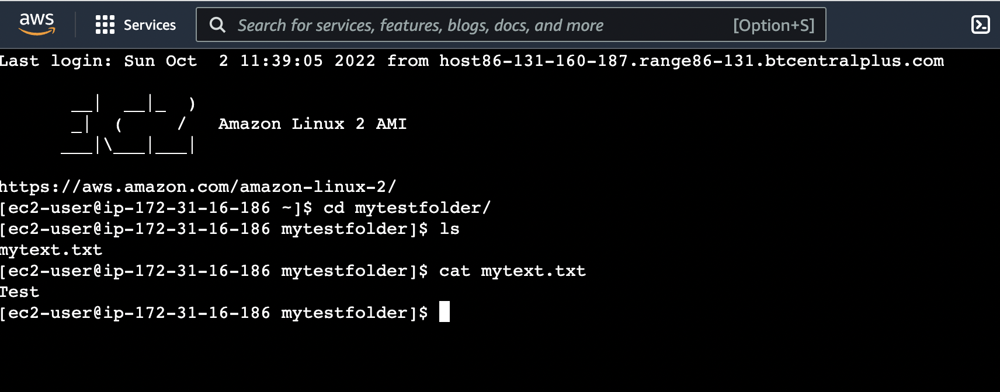 aws Services Search for services, features, blogs, docs, and more [Option+S]
Last login: Sun Oct  2 11:39:05 2022 from host86-131-160-187.range86-131.btcentralplus.com
       __|  __|_  )
       _|  (     /   Amazon Linux 2 AMI
      ___|\___|___|
https://aws.amazon.com/amazon-linux-2/
[ec2-user@ip-172-31-16-186 ~]$ cd mytestfolder/
[ec2-user@ip-172-31-16-186 mytestfolder]$ ls
mytext.txt
[ec2-user@ip-172-31-16-186 mytestfolder]$ cat mytext.txt
Test
[ec2-user@ip-172-31-16-186 mytestfolder]$